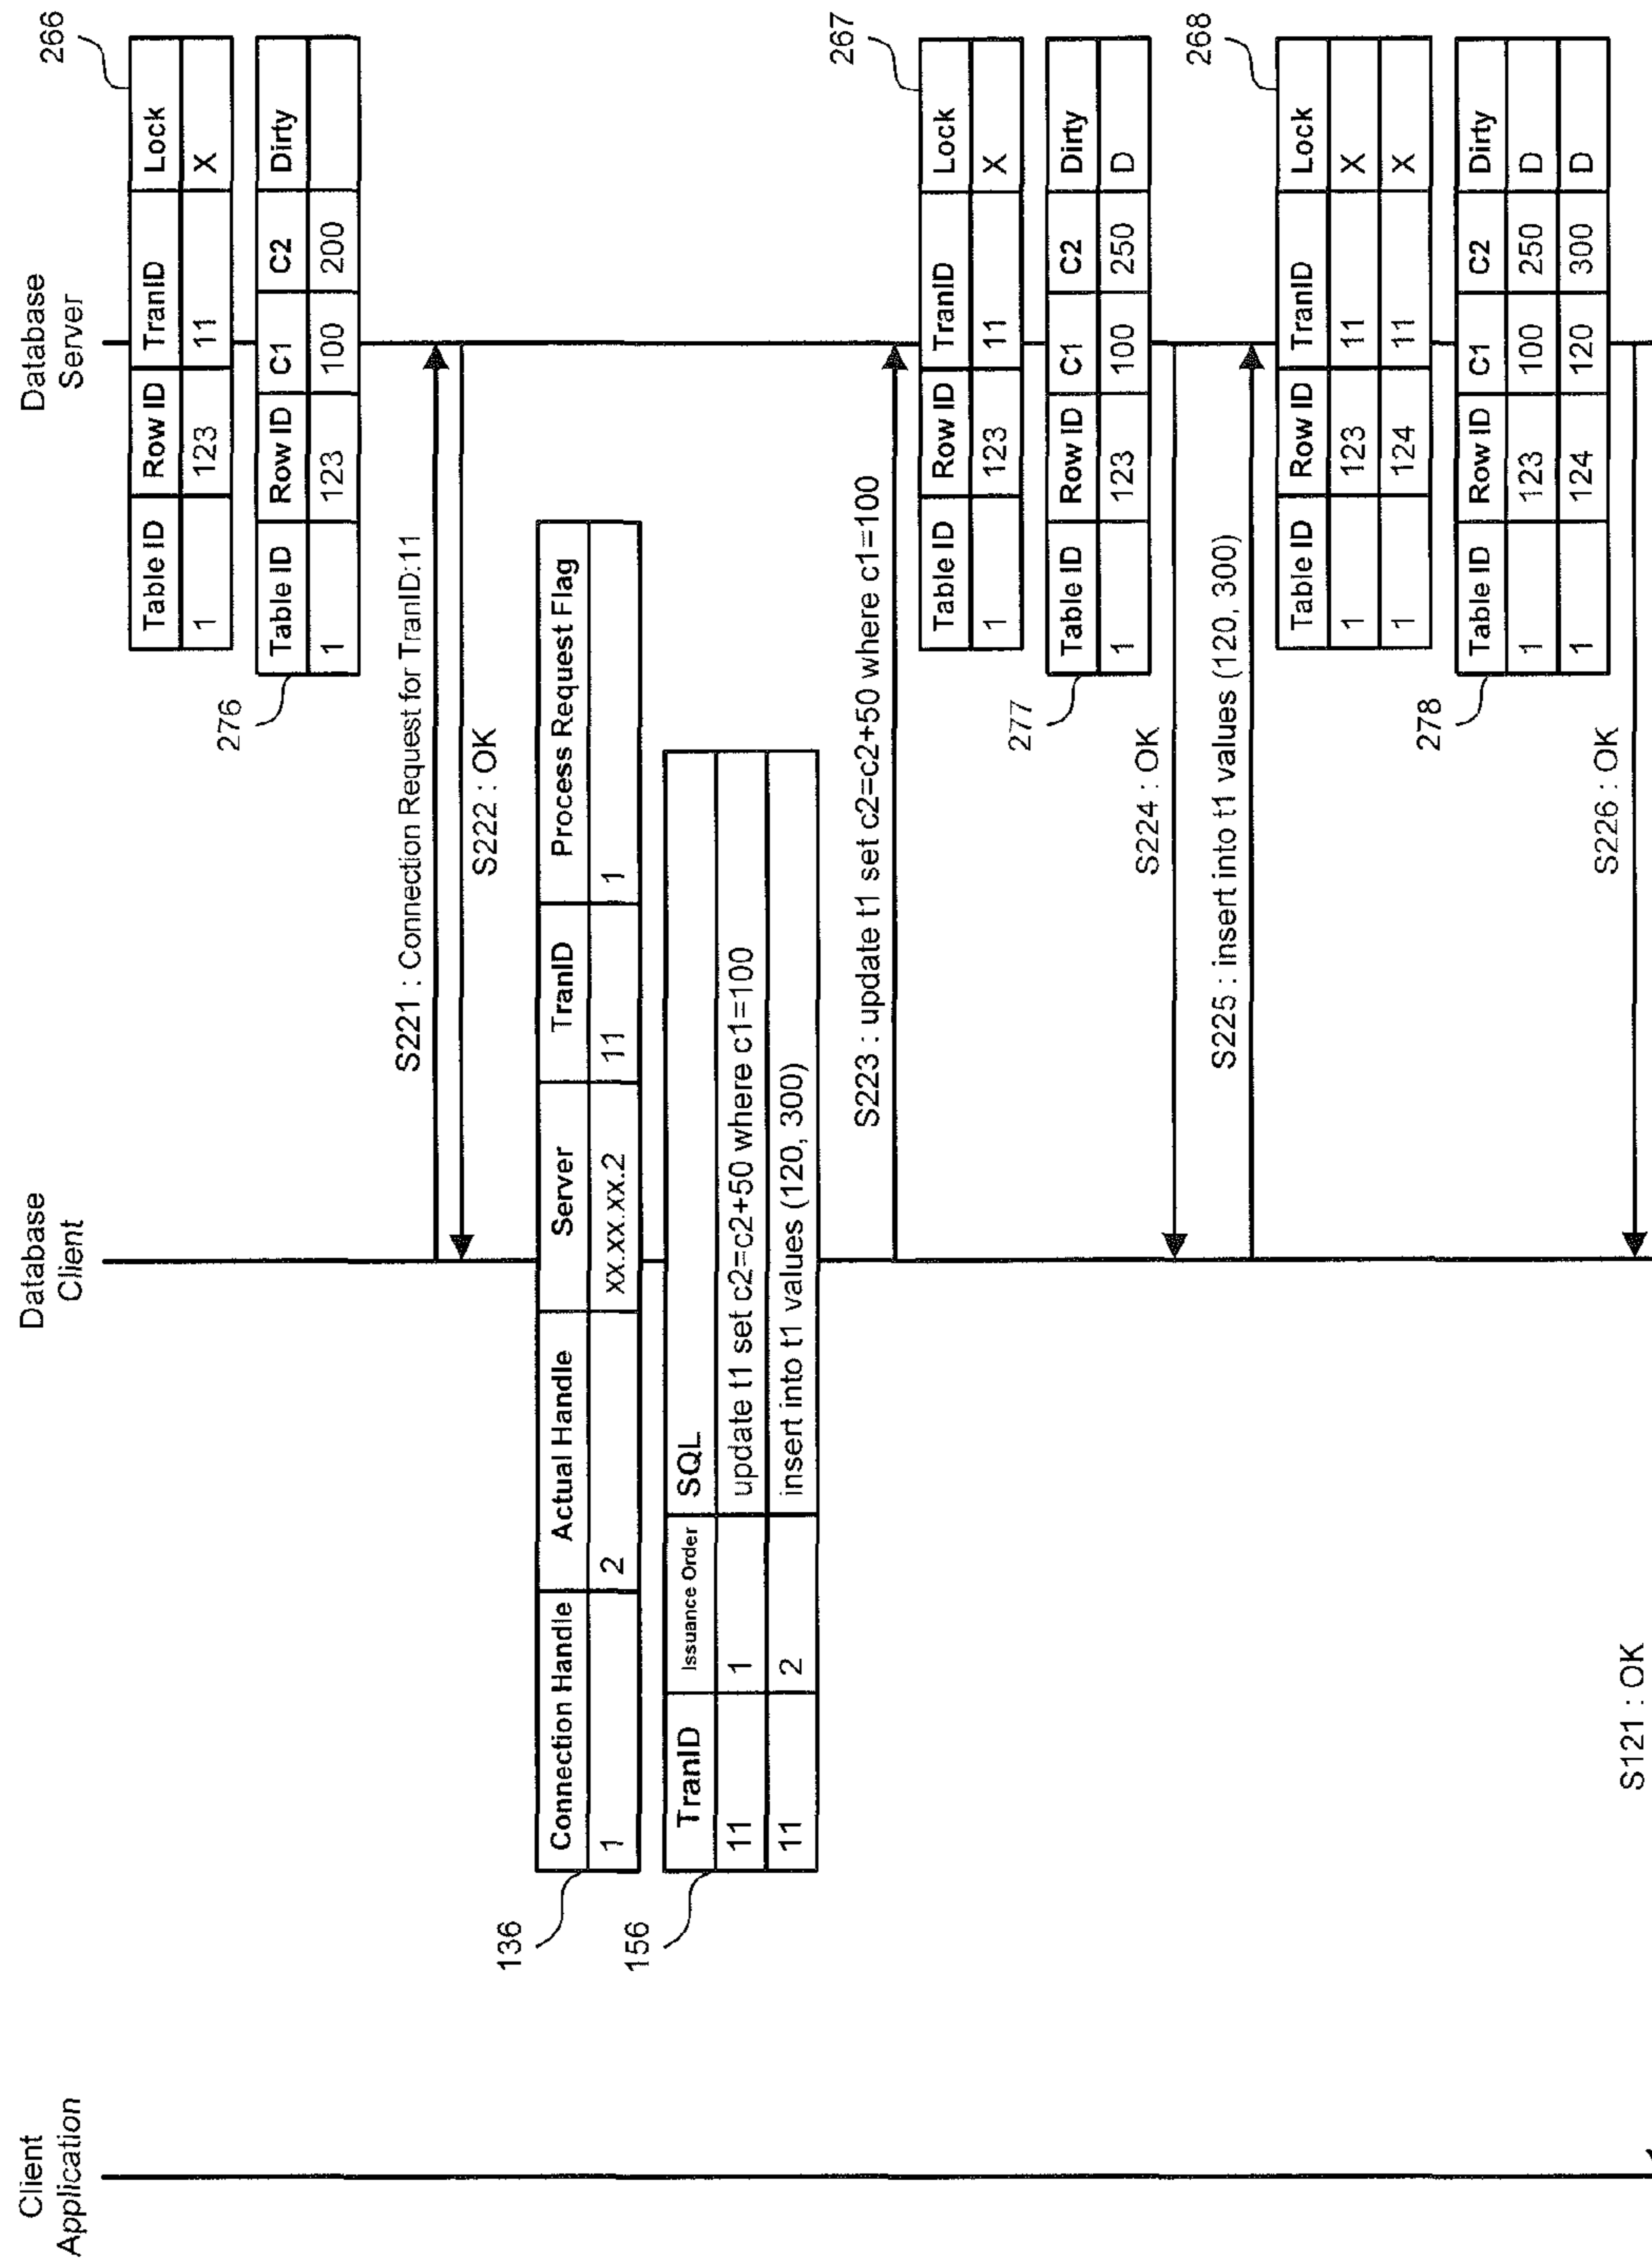 Client
Application
Database
Client
Database
Server
266
Table ID Row ID TranID Lock
1 123 11 X
276
Table ID Row ID C1 C2 Dirty
1 123 100 200
S221 : Connection Request for TranID:11
S222 : OK
136
Connection Handle Actual Handle Server TranID Process Request Flag
1 2 xx.xx.xx.2 11 1
156
TranID Issuance Order SQL
11 1 update t1 set c2=c2+50 where c1=100
11 2 insert into t1 values (120, 300)
S223 : update t1 set c2=c2+50 where c1=100
267
Table ID Row ID TranID Lock
1 123 11 X
277
Table ID Row ID C1 C2 Dirty
1 123 100 250 D
S224 : OK
S225 : insert into t1 values (120, 300)
268
Table ID Row ID TranID Lock
1 123 11 X
1 124 11 X
278
Table ID Row ID C1 C2 Dirty
1 123 100 250 D
1 124 120 300 D
S226 : OK
S121 : OK